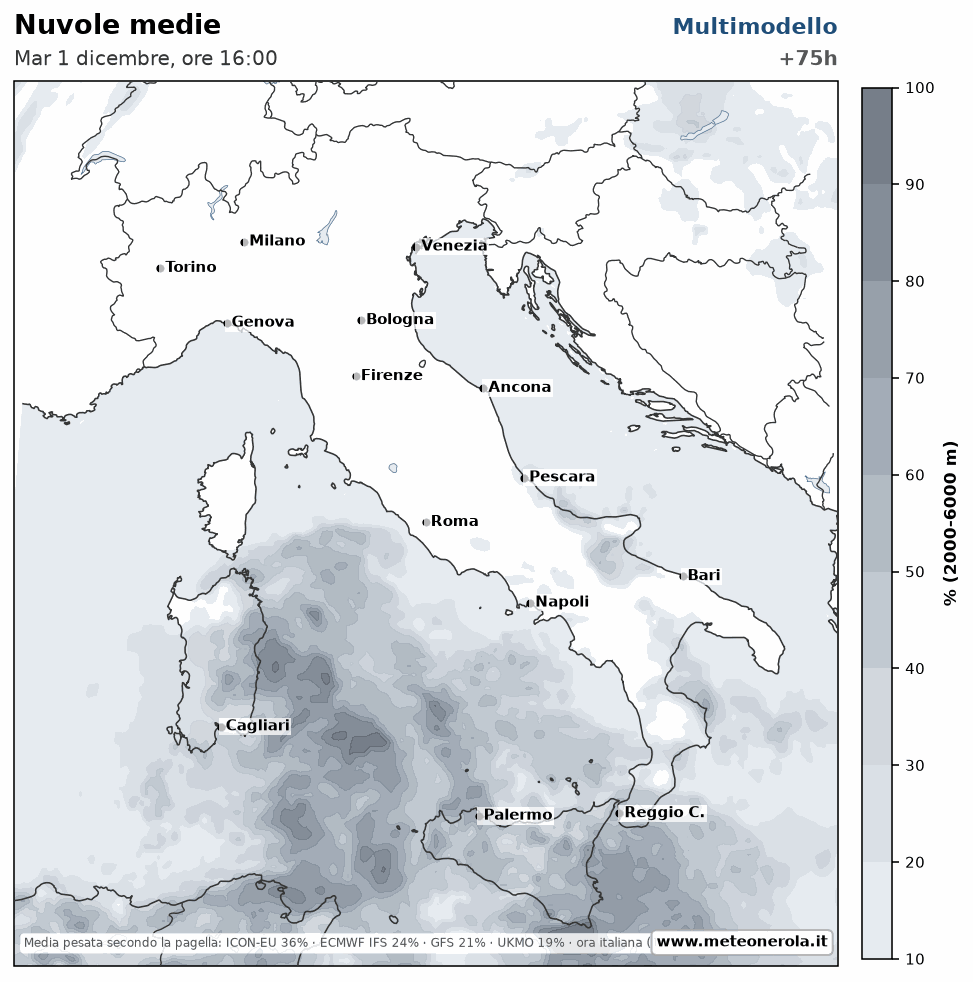 Nuvole medie
Multimodello
Mar 1 dicembre, ore 16:00
+75h
Milano
Venezia
Torino
Genova
Bologna
Firenze
Ancona
Pescara
Roma
Bari
Napoli
Cagliari
Palermo
Reggio C.
Media pesata secondo la pagella: ICON-EU 36% · ECMWF IFS 24% · GFS 21% · UKMO 19% · ora italiana (
www.meteonerola.it
100
90
80
70
60
50
40
30
20
10
% (2000-6000 m)